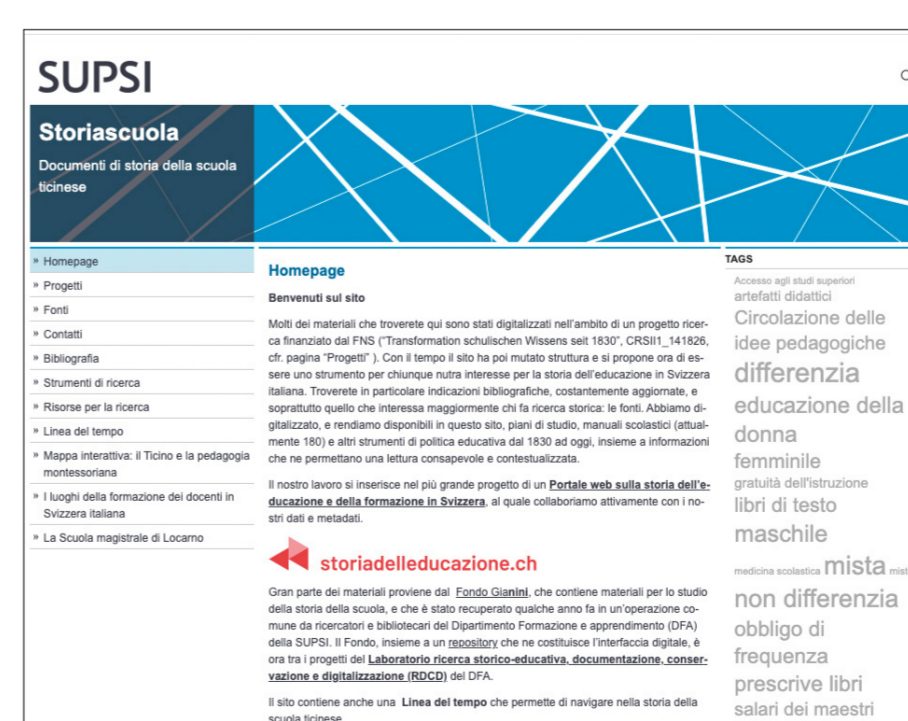 SUPSI
Storiascuola
Documenti di storia della scuola
ticinese
» Homepage
» Progetti
» Fonti
» Contatti
» Bibliografia
» Strumenti di ricerca
» Risorse per la ricerca
» Linea del tempo
» Mappa interattiva: il Ticino e la pedagogia
montessoriana
» I luoghi della formazione dei docenti in
Svizzera italiana
» La Scuola magistrale di Locarno
Homepage
Benvenuti sul sito
Molti dei materiali che troverete qui sono stati digitalizzati nell'ambito di un progetto ricer-
ca finanziato dal FNS ("Transformation schulischen Wissens seit 1830", CRSII1_141826,
cfr. pagina "Progetti" ). Con il tempo il sito ha poi mutato struttura e si propone ora di es-
sere uno strumento per chiunque nutra interesse per la storia dell'educazione in Svizzera
italiana. Troverete in particolare indicazioni bibliografiche, costantemente aggiornate, e
soprattutto quello che interessa maggiormente chi fa ricerca storica: le fonti. Abbiamo di-
gitalizzato, e rendiamo disponibili in questo sito, piani di studio, manuali scolastici (attual-
mente 180) e altri strumenti di politica educativa dal 1830 ad oggi, insieme a informazioni
che ne permettano una lettura consapevole e contestualizzata.
Il nostro lavoro si inserisce nel più grande progetto di un Portale web sulla storia dell'e-
ducazione e della formazione in Svizzera, al quale collaboriamo attivamente con i no-
stri dati e metadati.
storiadelleducazione.ch
Gran parte dei materiali proviene dal Fondo Gianini, che contiene materiali per lo studio
della storia della scuola, e che è stato recuperato qualche anno fa in un'operazione co-
mune da ricercatori e bibliotecari del Dipartimento Formazione e apprendimento (DFA)
della SUPSI. Il Fondo, insieme a un repository che ne costituisce l'interfaccia digitale, è
ora tra i progetti del Laboratorio ricerca storico-educativa, documentazione, conser-
vazione e digitalizzazione (RDCD) del DFA.
Il sito contiene anche una Linea del tempo che permette di navigare nella storia della
scuola ticinese.
TAGS
Accesso agli studi superiori
artefatti didattici
Circolazione delle
idee pedagogiche
differenzia
educazione della
donna
femminile
gratuità dell'istruzione
libri di testo
maschile
medicina scolastica mista
non differenzia
obbligo di
frequenza
prescrive libri
salari dei maestri